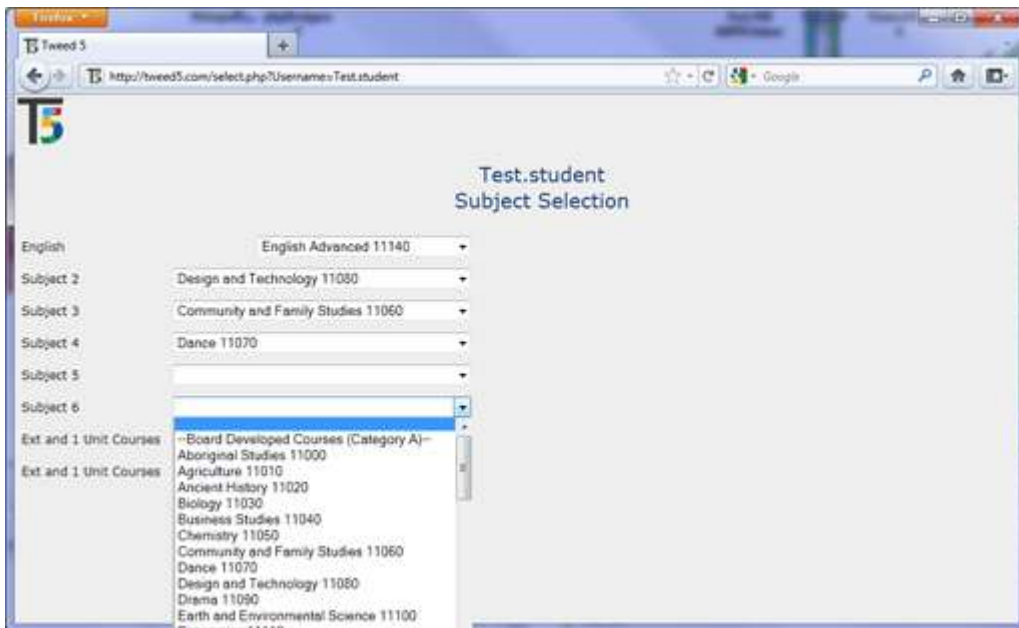 Firefox
Tweed 5
http://tweed5.com/select.php?Username=Test.student
Google
T5
Test.student
Subject Selection
English
English Advanced 11140
Subject 2
Design and Technology 11080
Subject 3
Community and Family Studies 11060
Subject 4
Dance 11070
Subject 5
Subject 6
Ext and 1 Unit Courses
Ext and 1 Unit Courses
--Board Developed Courses (Category A)--
Aboriginal Studies 11000
Agriculture 11010
Ancient History 11020
Biology 11030
Business Studies 11040
Chemistry 11050
Community and Family Studies 11060
Dance 11070
Design and Technology 11080
Drama 11090
Earth and Environmental Science 11100